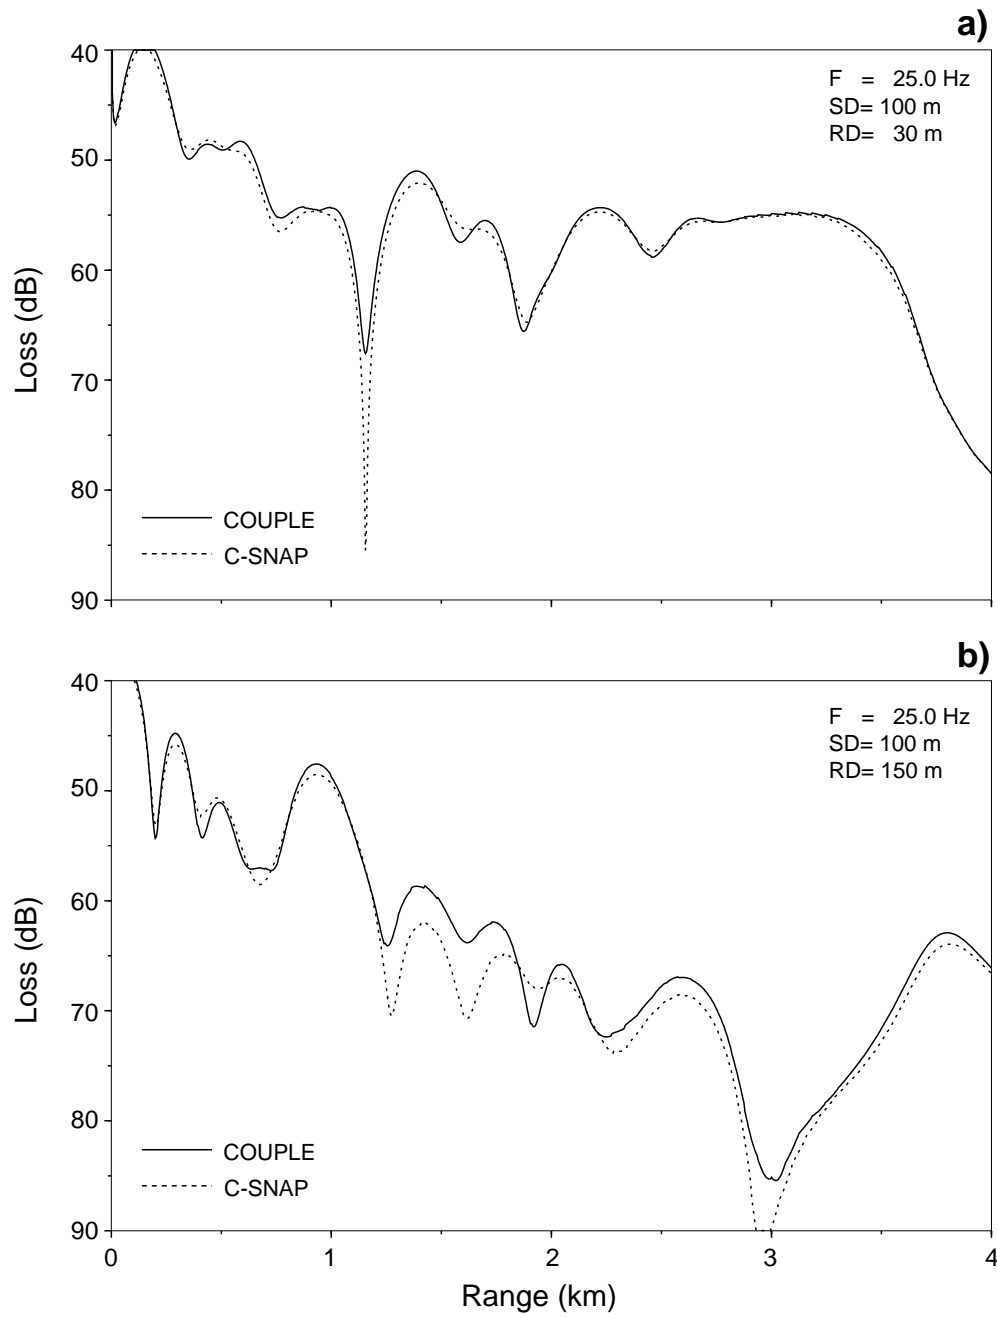 a)
40
50
60
70
80
90
Loss (dB)
F = 25.0 Hz
SD= 100 m
RD= 30 m
COUPLE
C-SNAP
b)
40
50
60
70
80
90
Loss (dB)
F = 25.0 Hz
SD= 100 m
RD= 150 m
COUPLE
C-SNAP
0 1 2 3 4
Range (km)